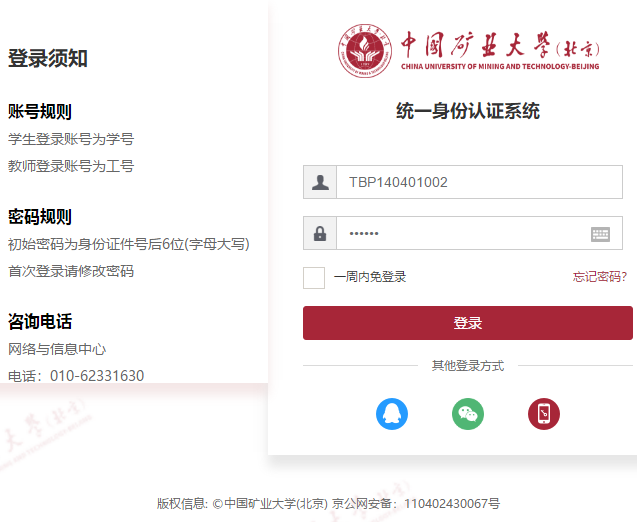 登录须知
账号规则
学生登录账号为学号
教师登录账号为工号
密码规则
初始密码为身份证件号后6位(字母大写)
首次登录请修改密码
咨询电话
网络与信息中心
电话：010-62331630
中国矿业大学(北京)
CHINA UNIVERSITY OF MINING AND TECHNOLOGY-BEIJING
统一身份认证系统
TBP140401002
••••••
一周内免登录
忘记密码?
登录
其他登录方式
版权信息: ©中国矿业大学(北京) 京公网安备：110402430067号